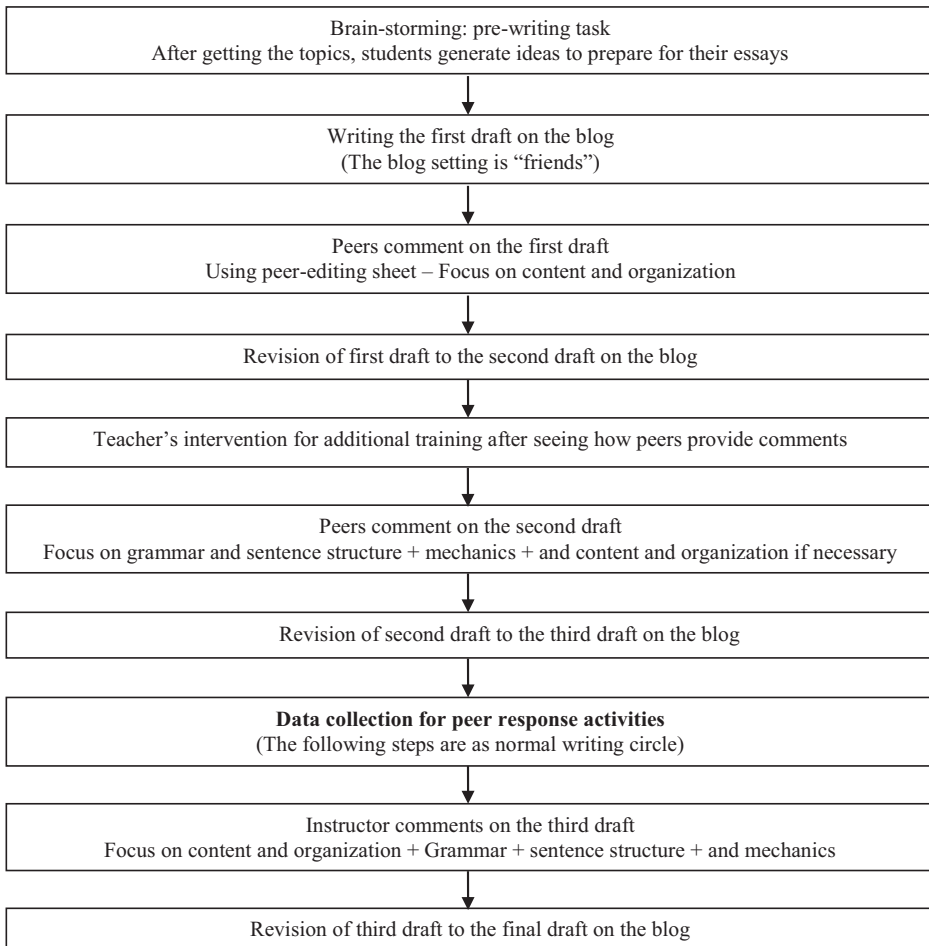 Brain-storming: pre-writing task
After getting the topics, students generate ideas to prepare for their essays
Writing the first draft on the blog
(The blog setting is “friends”)
Peers comment on the first draft
Using peer-editing sheet – Focus on content and organization
Revision of first draft to the second draft on the blog
Teacher’s intervention for additional training after seeing how peers provide comments
Peers comment on the second draft
Focus on grammar and sentence structure + mechanics + and content and organization if necessary
Revision of second draft to the third draft on the blog
Data collection for peer response activities
(The following steps are as normal writing circle)
Instructor comments on the third draft
Focus on content and organization + Grammar + sentence structure + and mechanics
Revision of third draft to the final draft on the blog